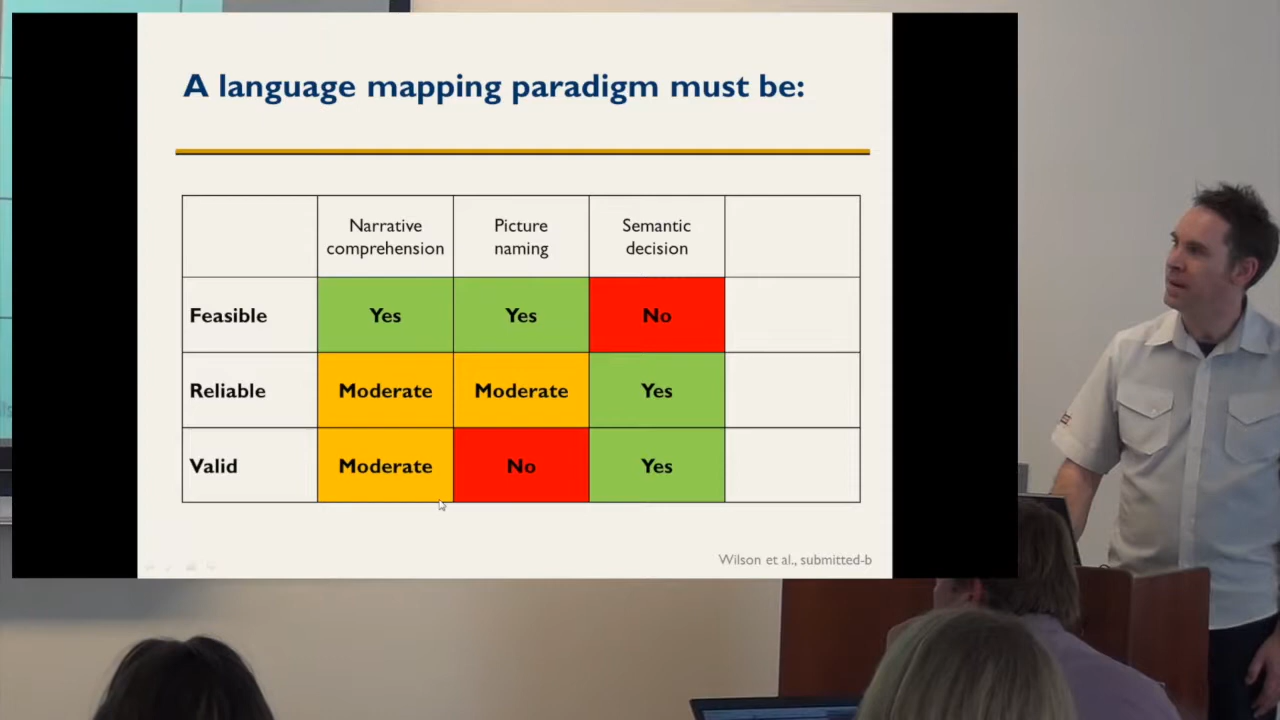 A language mapping paradigm must be:
Narrative
comprehension
Picture
naming
Semantic
decision
Feasible
Yes
Yes
No
Reliable
Moderate
Moderate
Yes
Valid
Moderate
No
Yes
Wilson et al., submitted-b